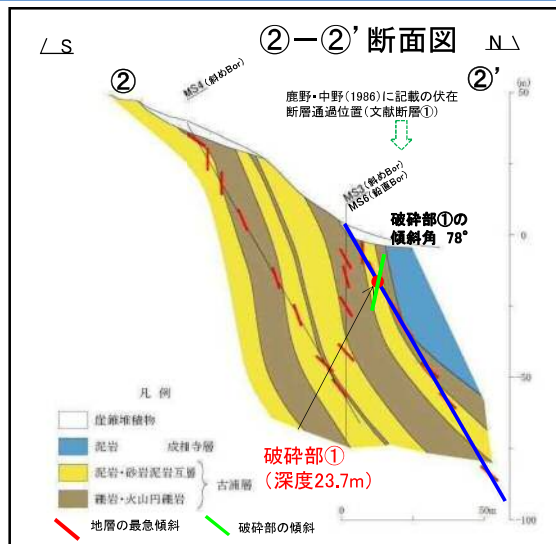 S
②－②’断面図
N
②
②’
MS4(斜めBor)
(m)
50
鹿野・中野(1986)に記載の伏在
断層通過位置(文献断層①)
MS3(斜めBor)
MS6(鉛直Bor)
破砕部①の
傾斜角 78°
0
-50
-100
凡 例
崖錐堆積物
泥岩 成相寺層
泥岩・砂岩泥岩互層
礫岩・火山円礫岩
古浦層
破砕部①
(深度23.7m)
0 50m
地層の最急傾斜
破砕部の傾斜